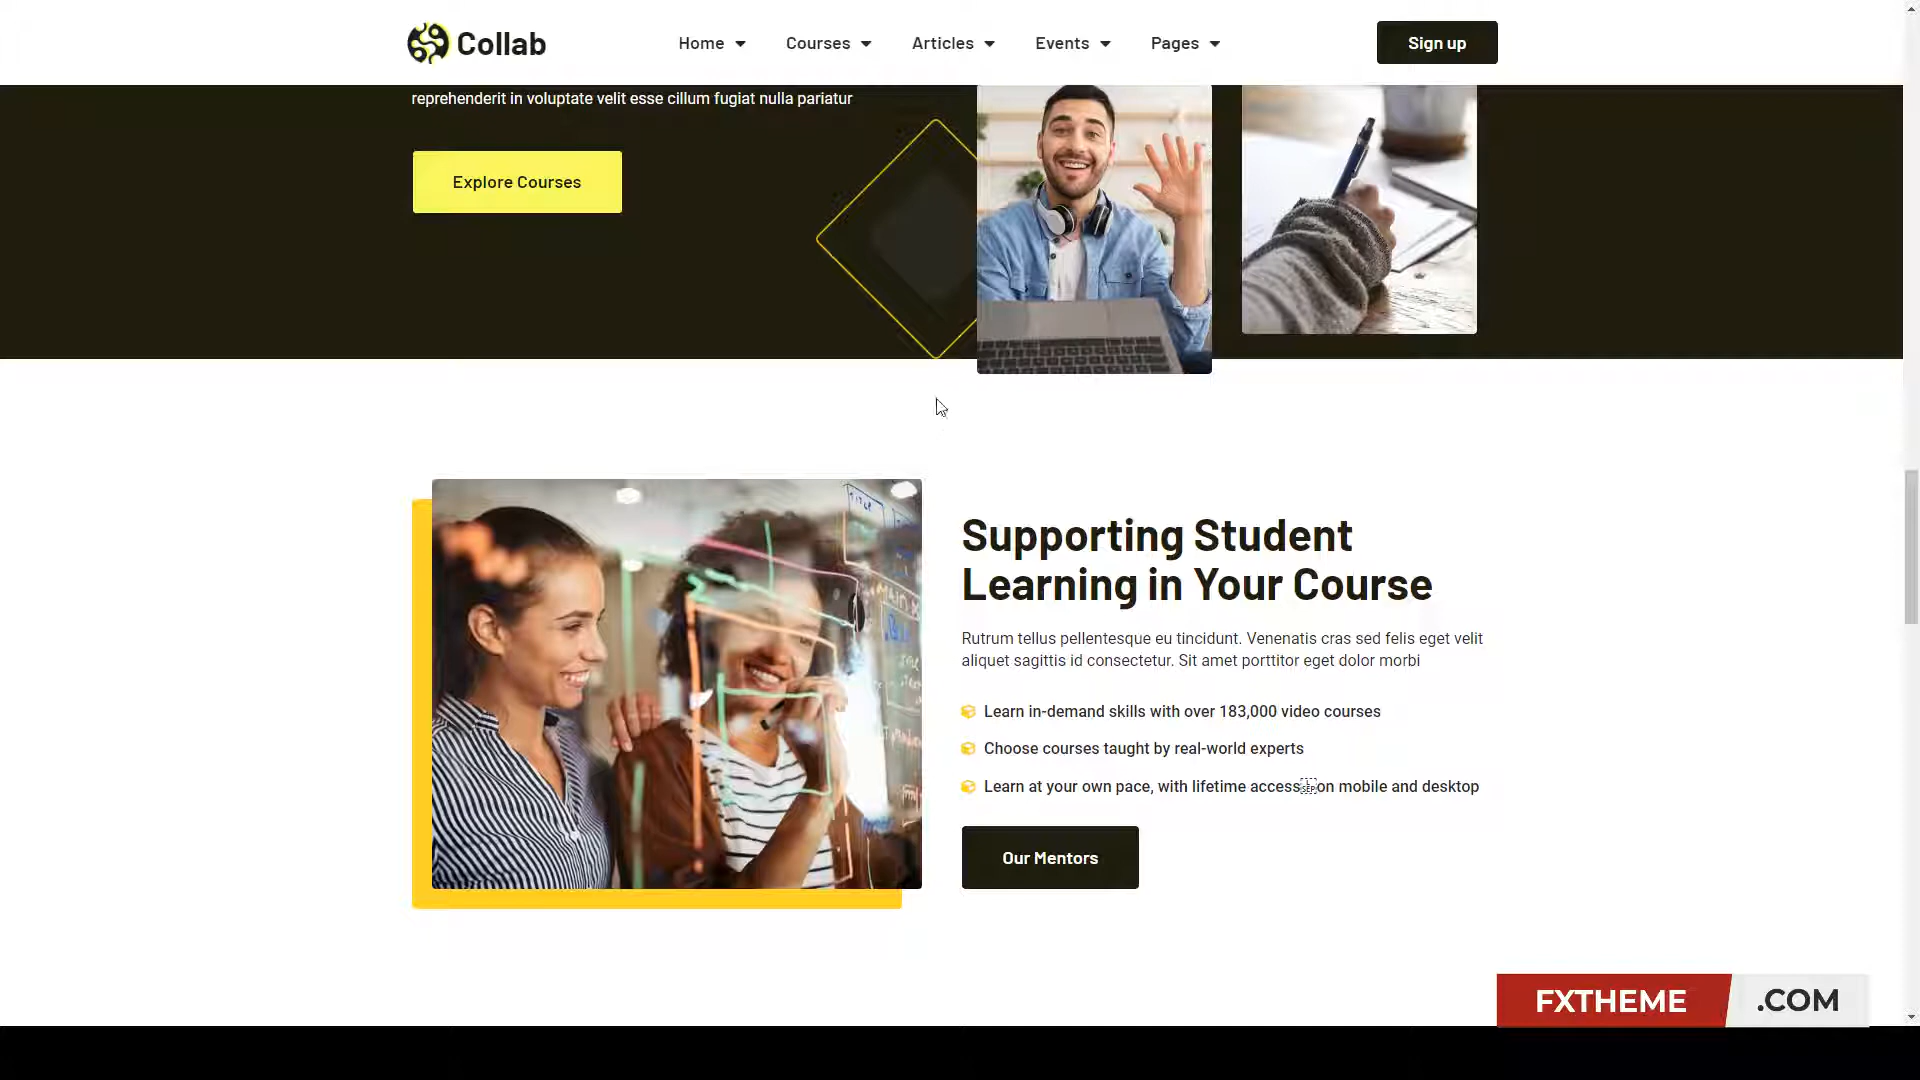 Collab
Home
Courses
Articles
Events
Pages
Sign up
reprehenderit in voluptate velit esse cillum fugiat nulla pariatur
Explore Courses
Supporting Student
Learning in Your Course
Rutrum tellus pellentesque eu tincidunt. Venenatis cras sed felis eget velit
aliquet sagittis id consectetur. Sit amet porttitor eget dolor morbi
Learn in-demand skills with over 183,000 video courses
Choose courses taught by real-world experts
Learn at your own pace, with lifetime access on mobile and desktop
Our Mentors
FXTHEME .COM